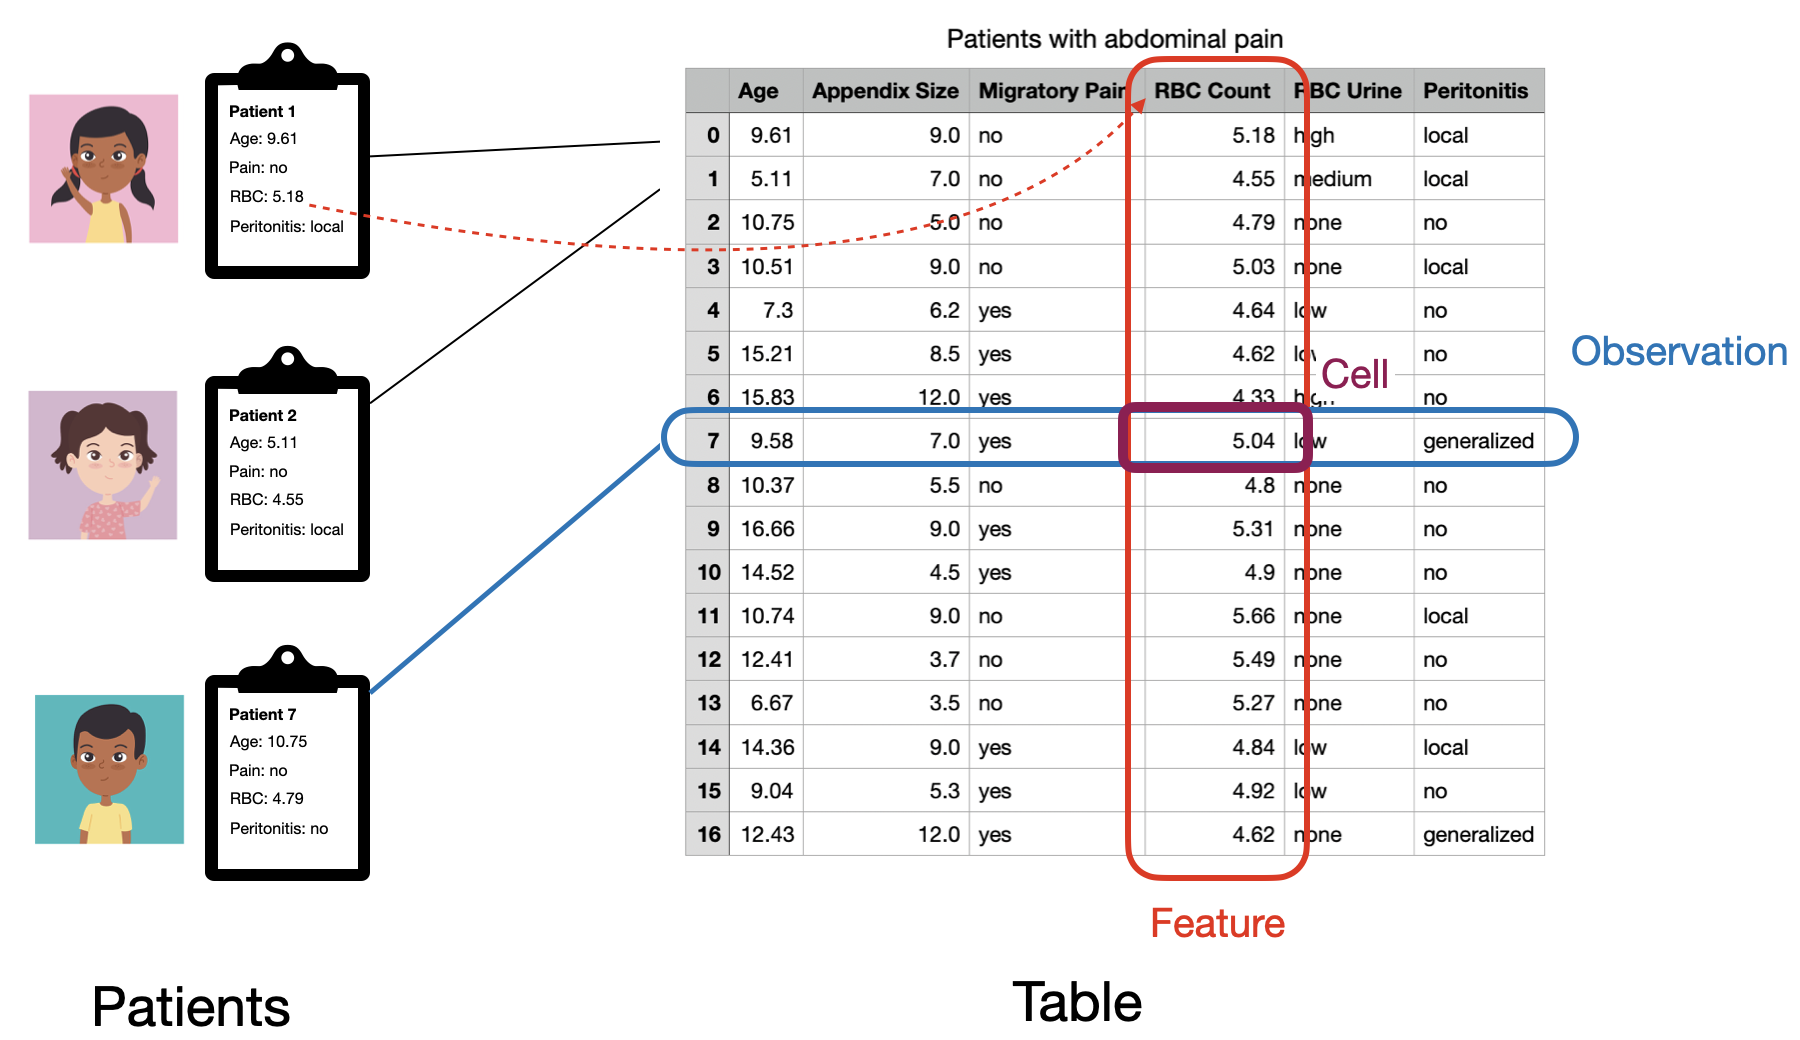 Patient 1
Age: 9.61
Pain: no
RBC: 5.18
Peritonitis: local
Patient 2
Age: 5.11
Pain: no
RBC: 4.55
Peritonitis: local
Patient 7
Age: 10.75
Pain: no
RBC: 4.79
Peritonitis: no
Patients
Patients with abdominal pain
Age Appendix Size Migratory Pain RBC Count RBC Urine Peritonitis
0 9.61 9.0 no 5.18 high local
1 5.11 7.0 no 4.55 medium local
2 10.75 5.0 no 4.79 none no
3 10.51 9.0 no 5.03 none local
4 7.3 6.2 yes 4.64 low no
5 15.21 8.5 yes 4.62 low no
6 15.83 12.0 yes 4.33 high no
7 9.58 7.0 yes 5.04 low generalized
8 10.37 5.5 no 4.8 none no
9 16.66 9.0 yes 5.31 none no
10 14.52 4.5 yes 4.9 none no
11 10.74 9.0 no 5.66 none local
12 12.41 3.7 no 5.49 none no
13 6.67 3.5 no 5.27 none no
14 14.36 9.0 yes 4.84 low local
15 9.04 5.3 yes 4.92 low no
16 12.43 12.0 yes 4.62 none generalized
Cell
Observation
Feature
Table